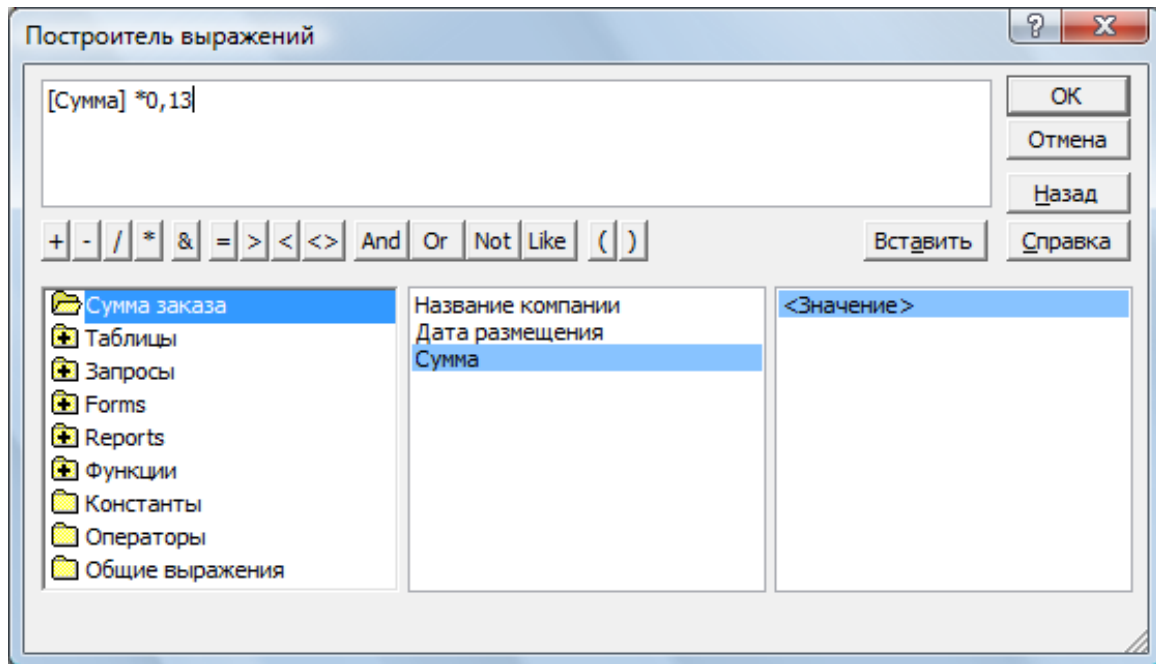 Построитель выражений
?
[Сумма] *0,13
ОК
Отмена
Назад
+ - / * & = > < <> And Or Not Like ( ) Вставить Справка
Сумма заказа
Таблицы
Запросы
Forms
Reports
Функции
Константы
Операторы
Общие выражения
Название компании
Дата размещения
Сумма
<Значение>